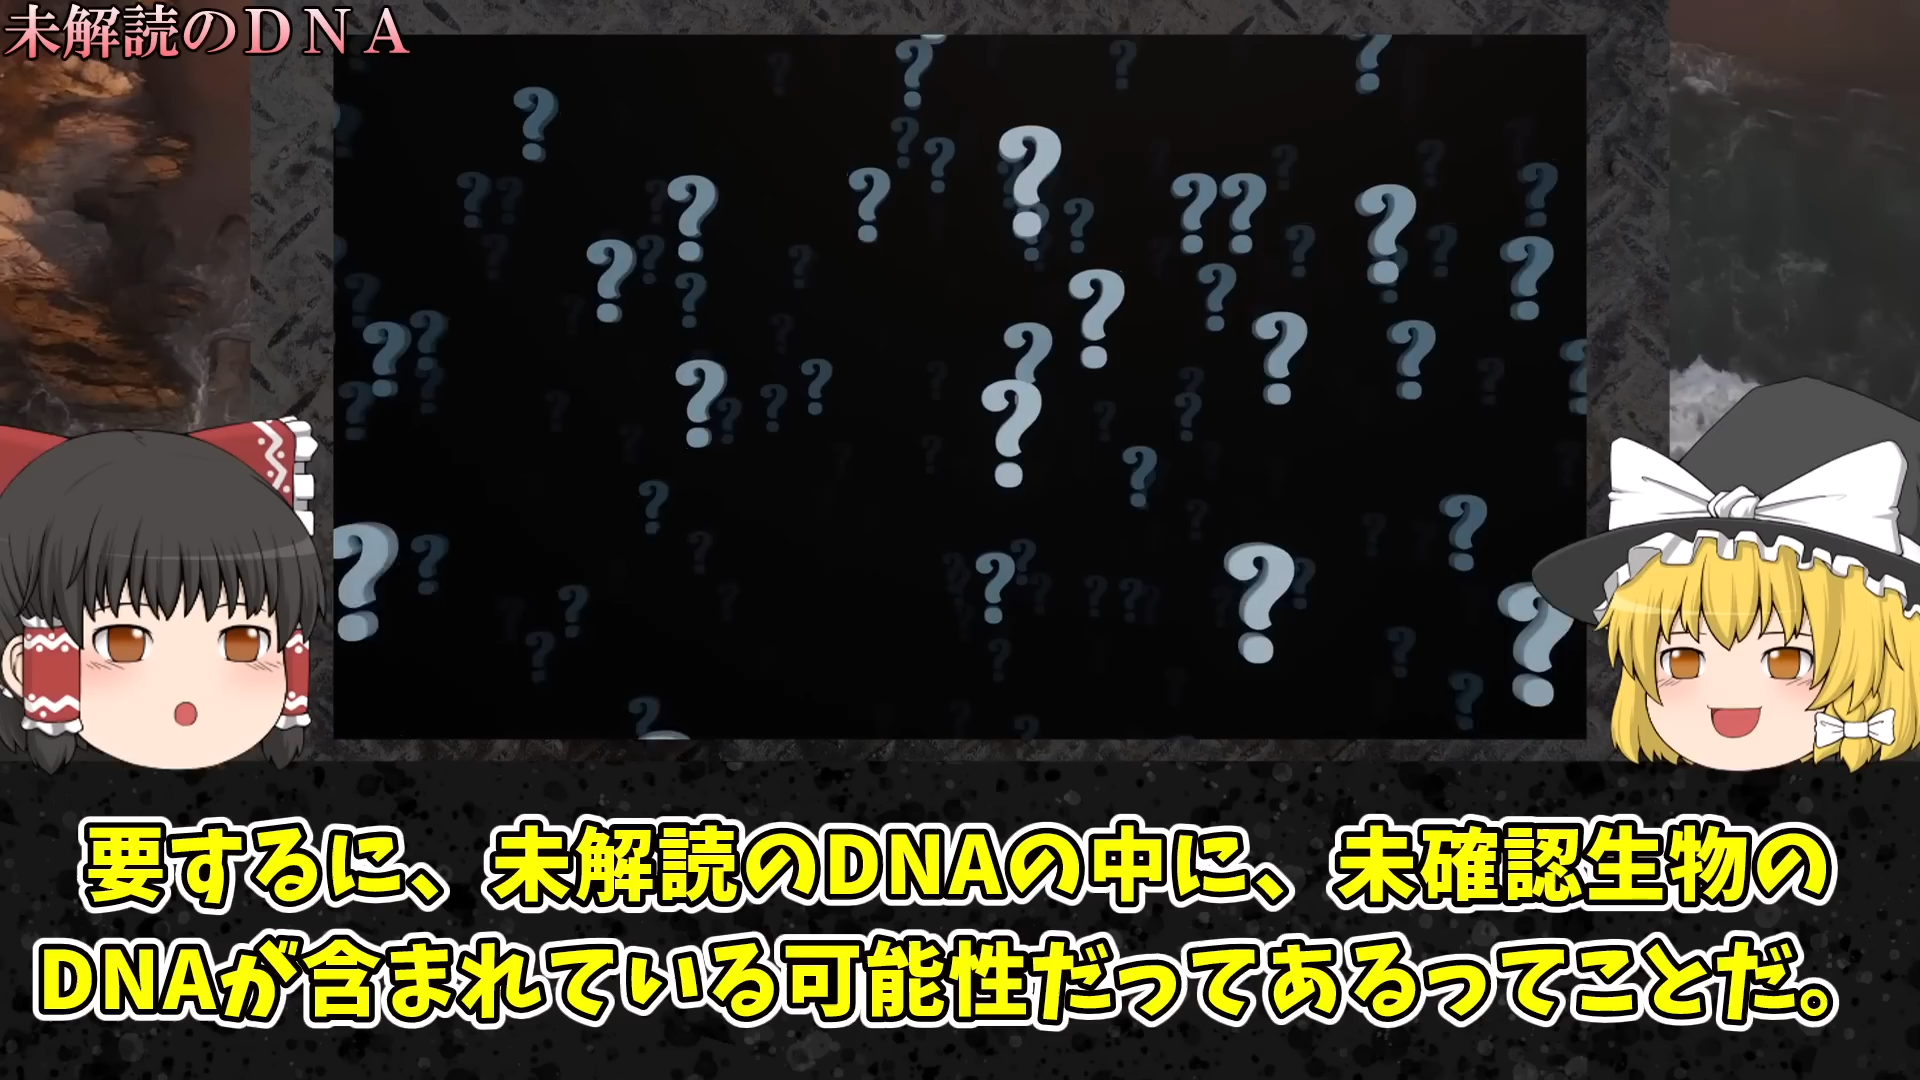 未解読のDNA
要するに、未解読のDNAの中に、未確認生物の
DNAが含まれている可能性だってあるってことだ。